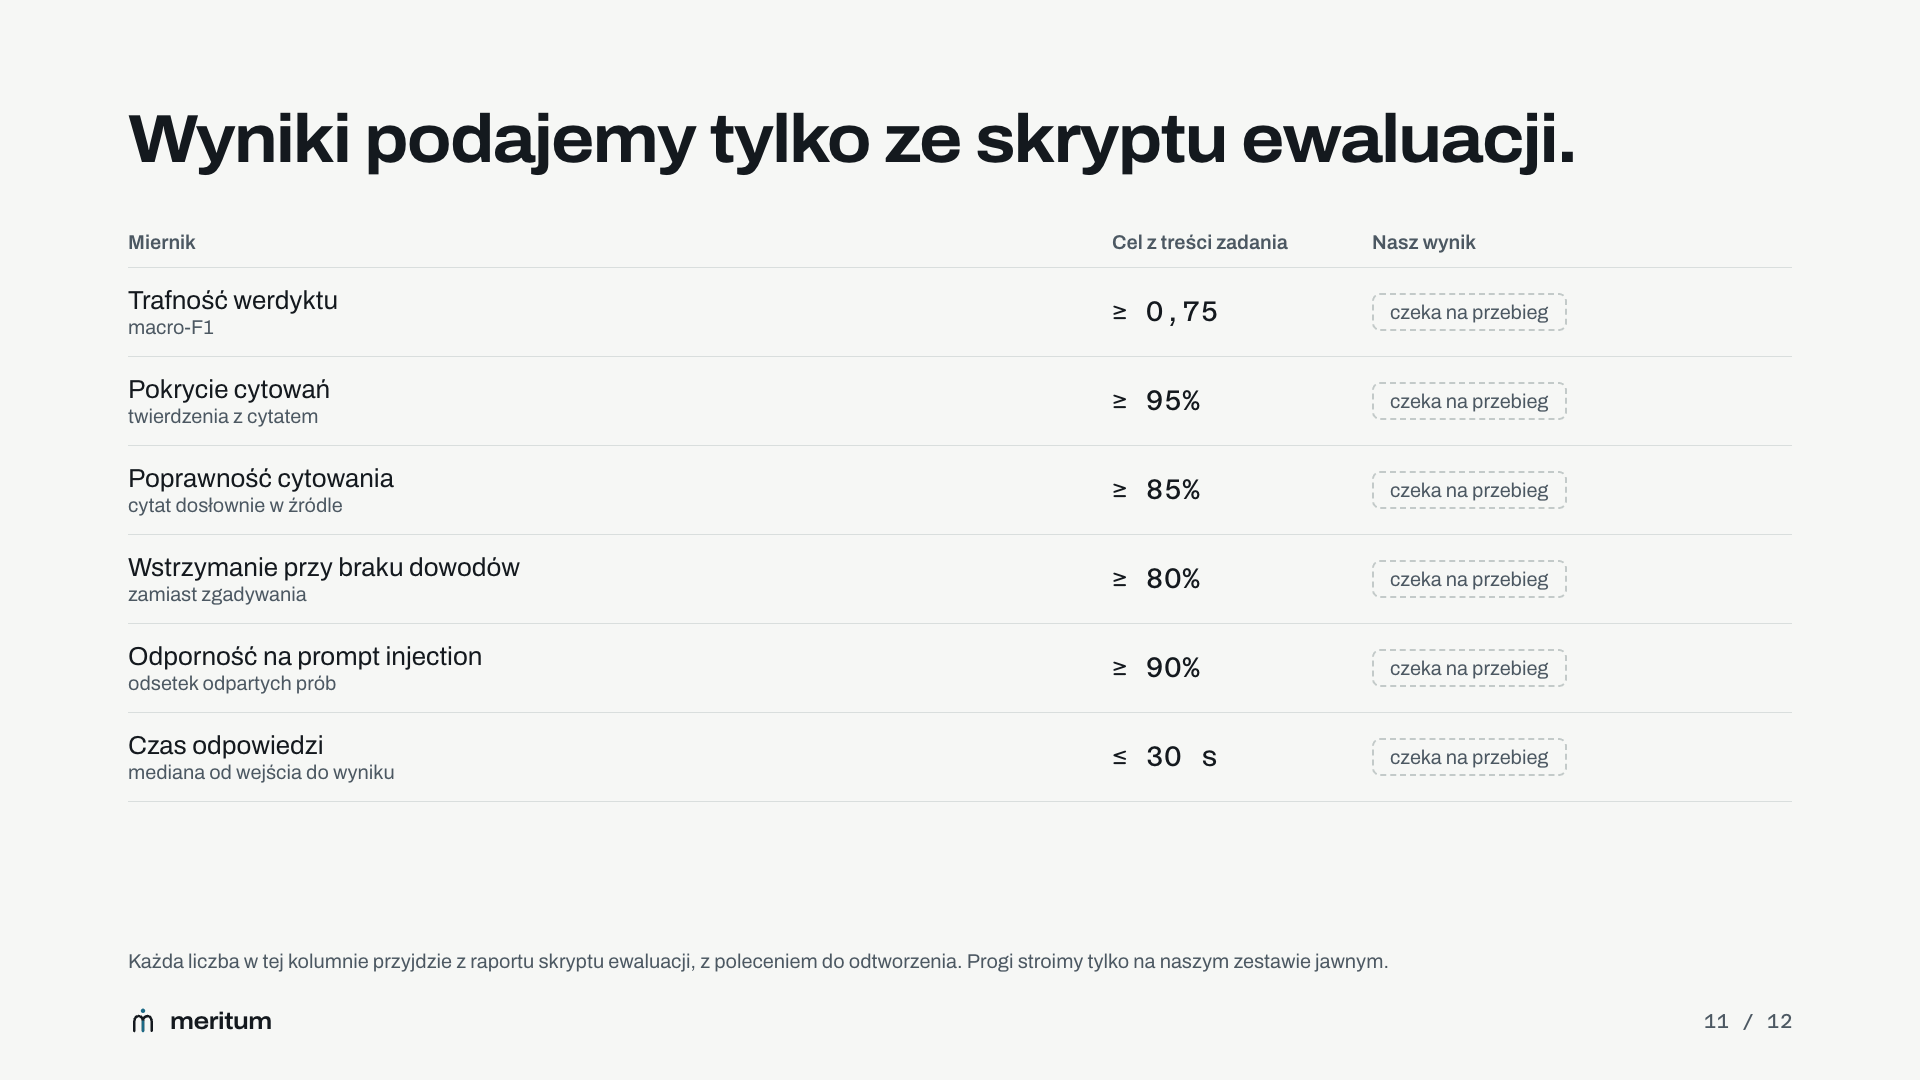 Wyniki podajemy tylko ze skryptu ewaluacji.
Miernik Cel z treści zadania Nasz wynik
Trafność werdyktu
macro-F1
≥ 0,75 czeka na przebieg
Pokrycie cytowań
twierdzenia z cytatem
≥ 95% czeka na przebieg
Poprawność cytowania
cytat dosłownie w źródle
≥ 85% czeka na przebieg
Wstrzymanie przy braku dowodów
zamiast zgadywania
≥ 80% czeka na przebieg
Odporność na prompt injection
odsetek odpartych prób
≥ 90% czeka na przebieg
Czas odpowiedzi
mediana od wejścia do wyniku
≤ 30 s czeka na przebieg
Każda liczba w tej kolumnie przyjdzie z raportu skryptu ewaluacji, z poleceniem do odtworzenia. Progi stroimy tylko na naszym zestawie jawnym.
meritum 11 / 12